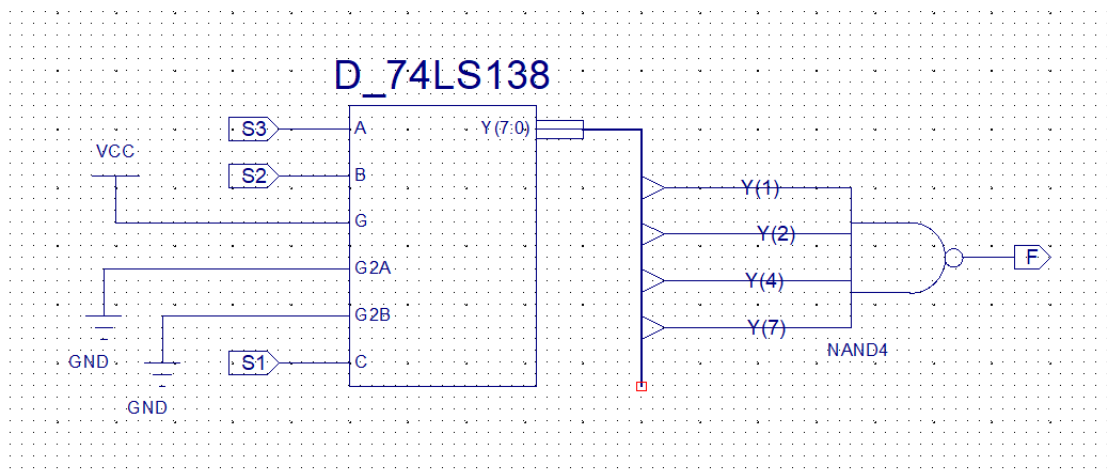 D_74LS138
S3
A
Y(7:0)
VCC
S2
B
Y(1)
G
Y(2)
F
G2A
Y(4)
G2B
Y(7)
NAND4
GND
S1
C
GND